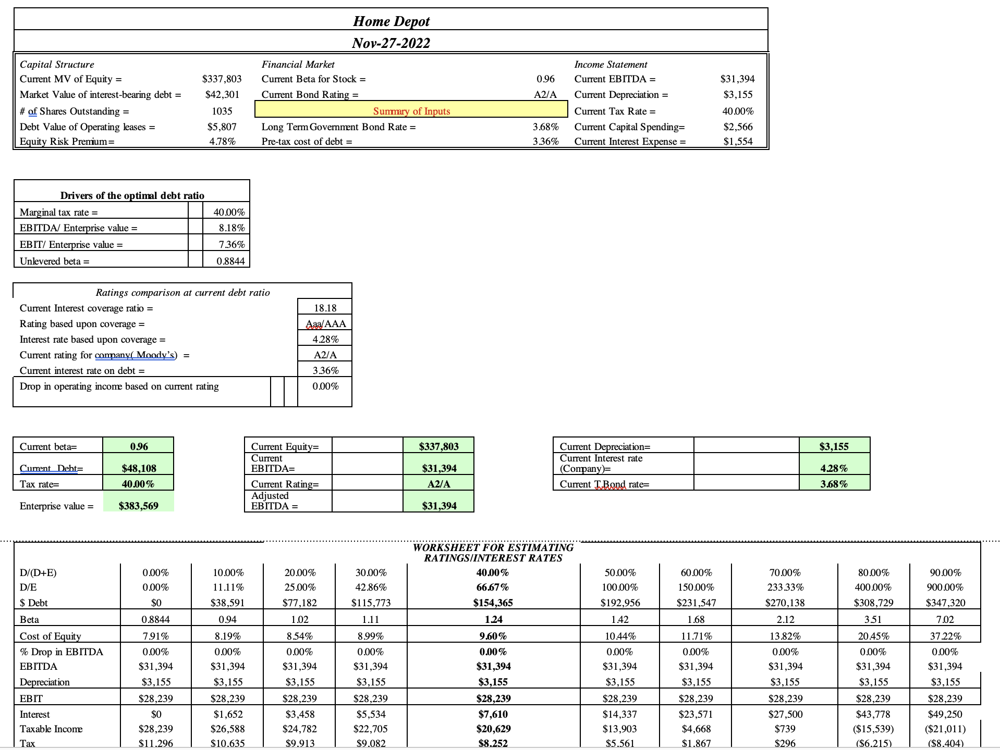 Home Depot
Nov-27-2022
Capital Structure Financial Market Income Statement
Current MV of Equity = $337,803 Current Beta for Stock = 0.96 Current EBITDA = $31,394
Market Value of interest-bearing debt = $42,301 Current Bond Rating = A2/A Current Depreciation = $3,155
# of Shares Outstanding = 1035 Summary of Inputs Current Tax Rate = 40.00%
Debt Value of Operating leases = $5,807 Long Term Government Bond Rate = 3.68% Current Capital Spending= $2,566
Equity Risk Premium= 4.78% Pre-tax cost of debt = 3.36% Current Interest Expense = $1,554
Drivers of the optimal debt ratio
Marginal tax rate = 40.00%
EBITDA/ Enterprise value = 8.18%
EBIT/ Enterprise value = 7.36%
Unlevered beta = 0.8844
Ratings comparison at current debt ratio
Current Interest coverage ratio = 18.18
Rating based upon coverage = Aaa/AAA
Interest rate based upon coverage = 4.28%
Current rating for company( Moody's) = A2/A
Current interest rate on debt = 3.36%
Drop in operating income based on current rating 0.00%
Current beta= 0.96 Current Equity= $337,803 Current Depreciation= $3,155
Current Debt= $48,108 Current EBITDA= $31,394 Current Interest rate (Company)= 4.28%
Tax rate= 40.00% Current Rating= A2/A Current T.Bond rate= 3.68%
Enterprise value = $383,569 Adjusted EBITDA = $31,394
WORKSHEET FOR ESTIMATING
RATINGS/INTEREST RATES
D/(D+E) 0.00% 10.00% 20.00% 30.00% 40.00% 50.00% 60.00% 70.00% 80.00% 90.00%
D/E 0.00% 11.11% 25.00% 42.86% 66.67% 100.00% 150.00% 233.33% 400.00% 900.00%
$ Debt $0 $38,591 $77,182 $115,773 $154,365 $192,956 $231,547 $270,138 $308,729 $347,320
Beta 0.8844 0.94 1.02 1.11 1.24 1.42 1.68 2.12 3.51 7.02
Cost of Equity 7.91% 8.19% 8.54% 8.99% 9.60% 10.44% 11.71% 13.82% 20.45% 37.22%
% Drop in EBITDA 0.00% 0.00% 0.00% 0.00% 0.00% 0.00% 0.00% 0.00% 0.00% 0.00%
EBITDA $31,394 $31,394 $31,394 $31,394 $31,394 $31,394 $31,394 $31,394 $31,394 $31,394
Depreciation $3,155 $3,155 $3,155 $3,155 $3,155 $3,155 $3,155 $3,155 $3,155 $3,155
EBIT $28,239 $28,239 $28,239 $28,239 $28,239 $28,239 $28,239 $28,239 $28,239 $28,239
Interest $0 $1,652 $3,458 $5,534 $7,610 $14,337 $23,571 $27,500 $43,778 $49,250
Taxable Income $28,239 $26,588 $24,782 $22,705 $20,629 $13,903 $4,668 $739 ($15,539) ($21,011)
Tax $11,296 $10,635 $9,913 $9,082 $8,252 $5,561 $1,867 $296 ($6,215) ($8,404)